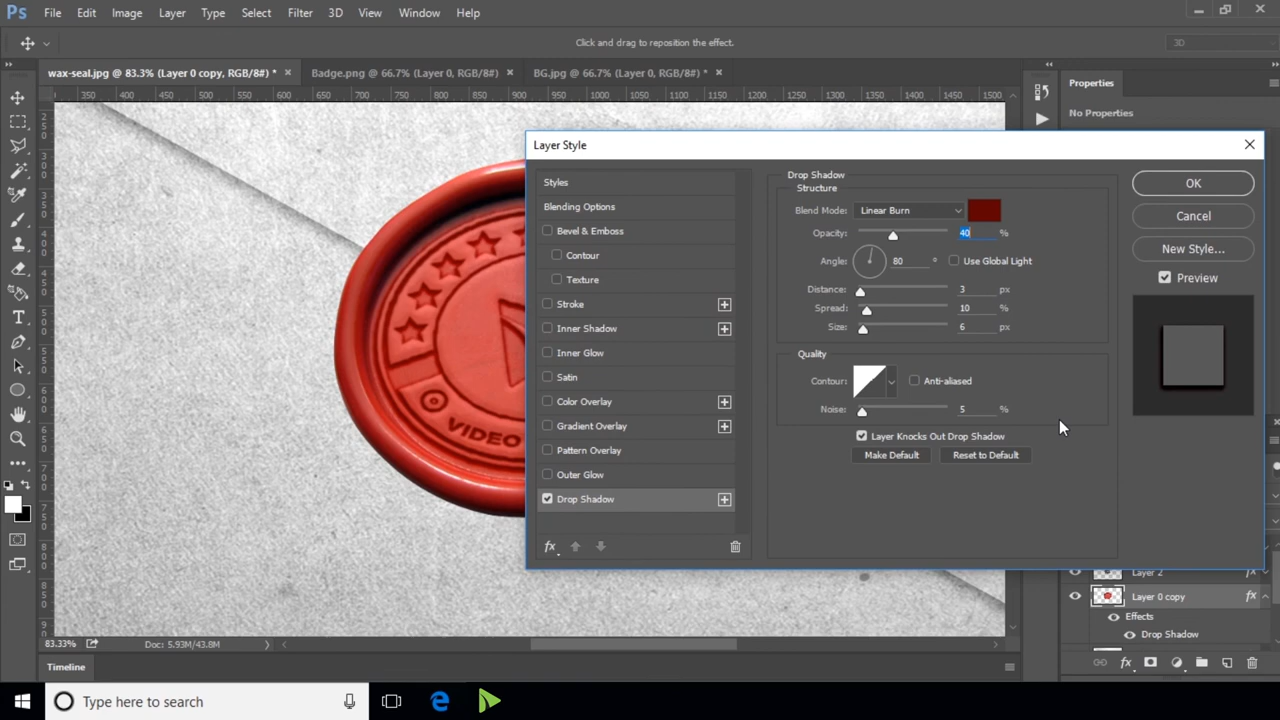 Ps File Edit Image Layer Type Select Filter 3D View Window Help
Click and drag to reposition the effect.
3D
wax-seal.jpg @ 83.3% (Layer 0 copy, RGB/8#) * × Badge.png @ 66.7% (Layer 0, RGB/8#) × BG.jpg @ 66.7% (Layer 0, RGB/8#) * ×
Properties
350 400 450 500 550 600 650 700 750 800 850 900 950 1000 1050 1100 1150 1200 1250 1300 1350 1400 1450 1500
No Properties
Layer Style
Styles
Blending Options
Bevel & Emboss
Contour
Texture
Stroke
Inner Shadow
Inner Glow
Satin
Color Overlay
Gradient Overlay
Pattern Overlay
Outer Glow
Drop Shadow
fx
Drop Shadow
Structure
Blend Mode: Linear Burn
Opacity: 40 %
Angle: 80 ° Use Global Light
Distance: 3 px
Spread: 10 %
Size: 6 px
Quality
Contour: Anti-aliased
Noise: 5 %
Layer Knocks Out Drop Shadow
Make Default Reset to Default
OK
Cancel
New Style...
Preview
VIDEO
Layer 2 fx
Layer 0 copy fx
Effects
Drop Shadow
fx
83.33% Doc: 5.93M/43.8M
Timeline
Type here to search